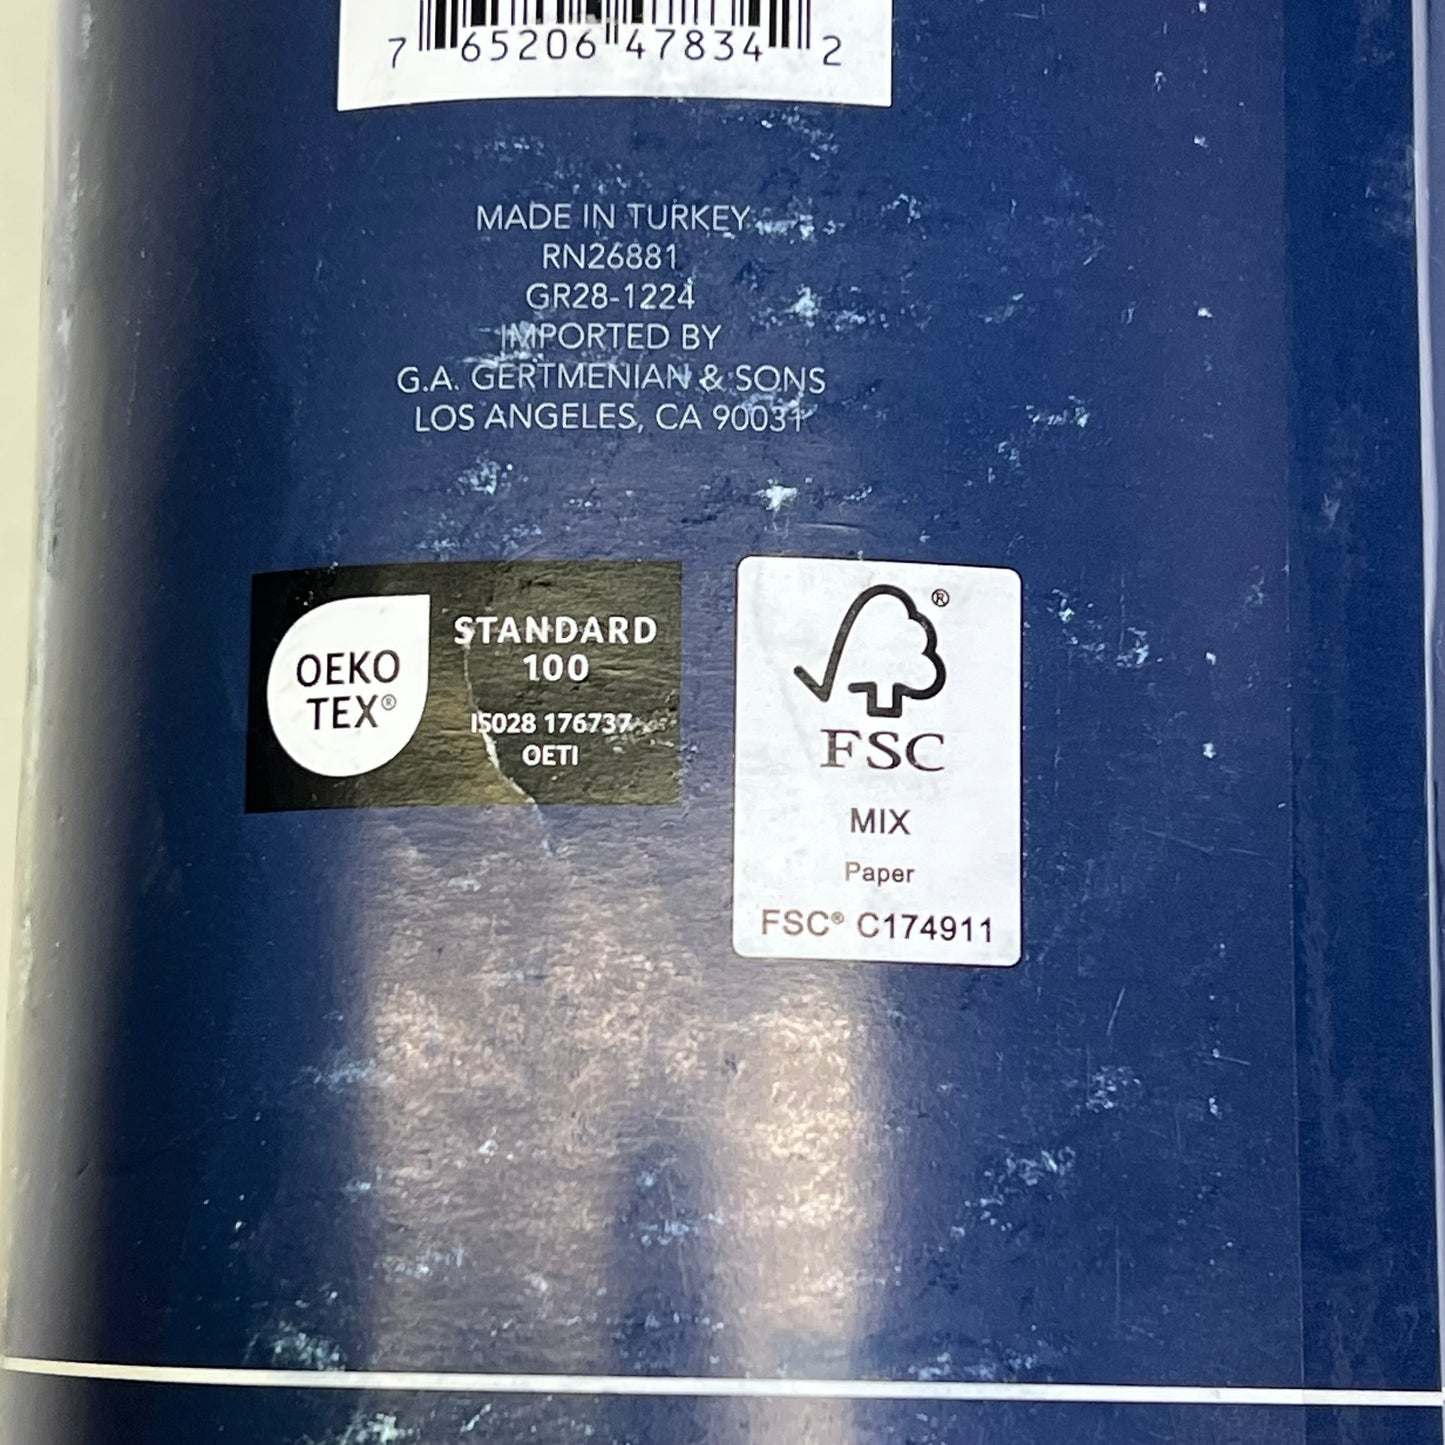 7 65206 47834 2
MADE IN TURKEY
RN26881
GR28-1224
IMPORTED BY
G.A. GERTMENIAN & SONS
LOS ANGELES, CA 90031
OEKO
TEX®
STANDARD
100
IS028 176737
OETI
®
FSC
MIX
Paper
FSC® C174911